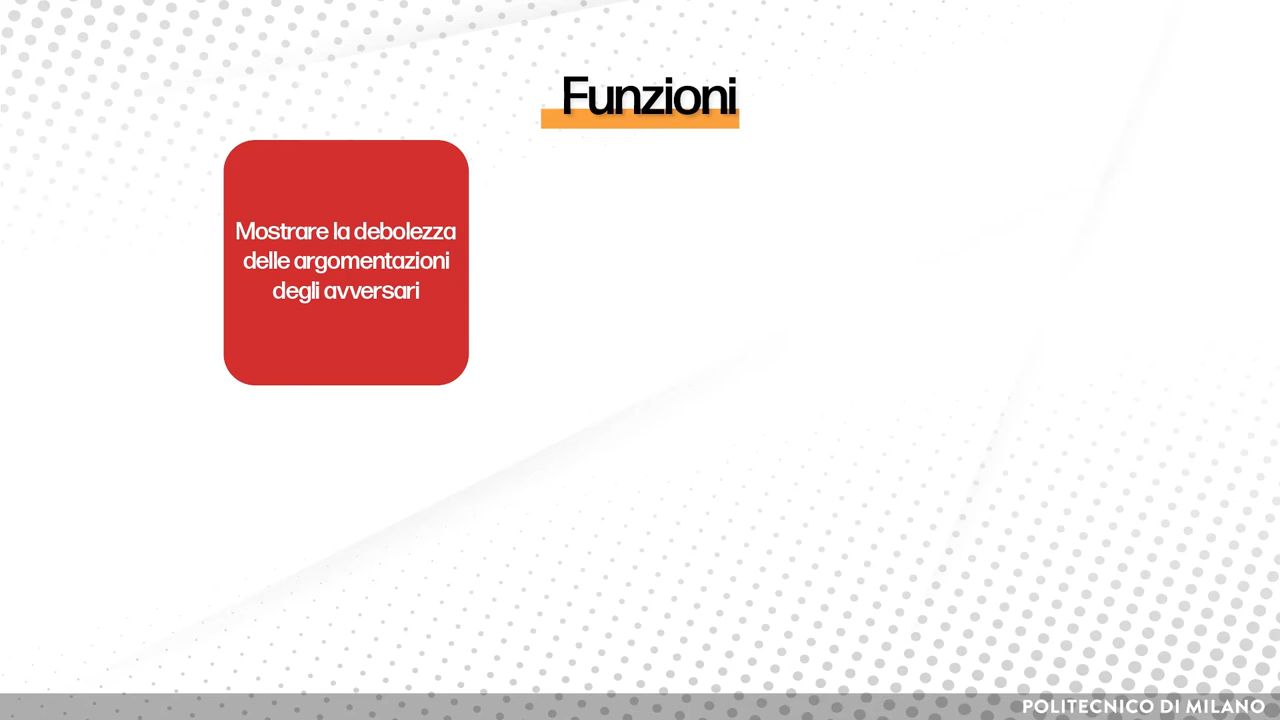 Funzioni
Mostrare la debolezza
delle argomentazioni
degli avversari
POLITECNICO DI MILANO